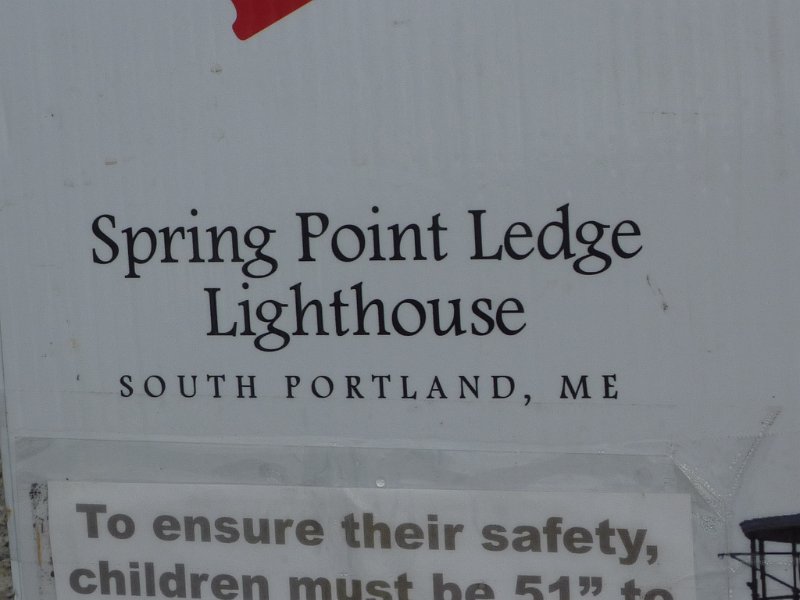 Spring Point Ledge
Lighthouse
SOUTH PORTLAND, ME
To ensure their safety,
children must be 51” to